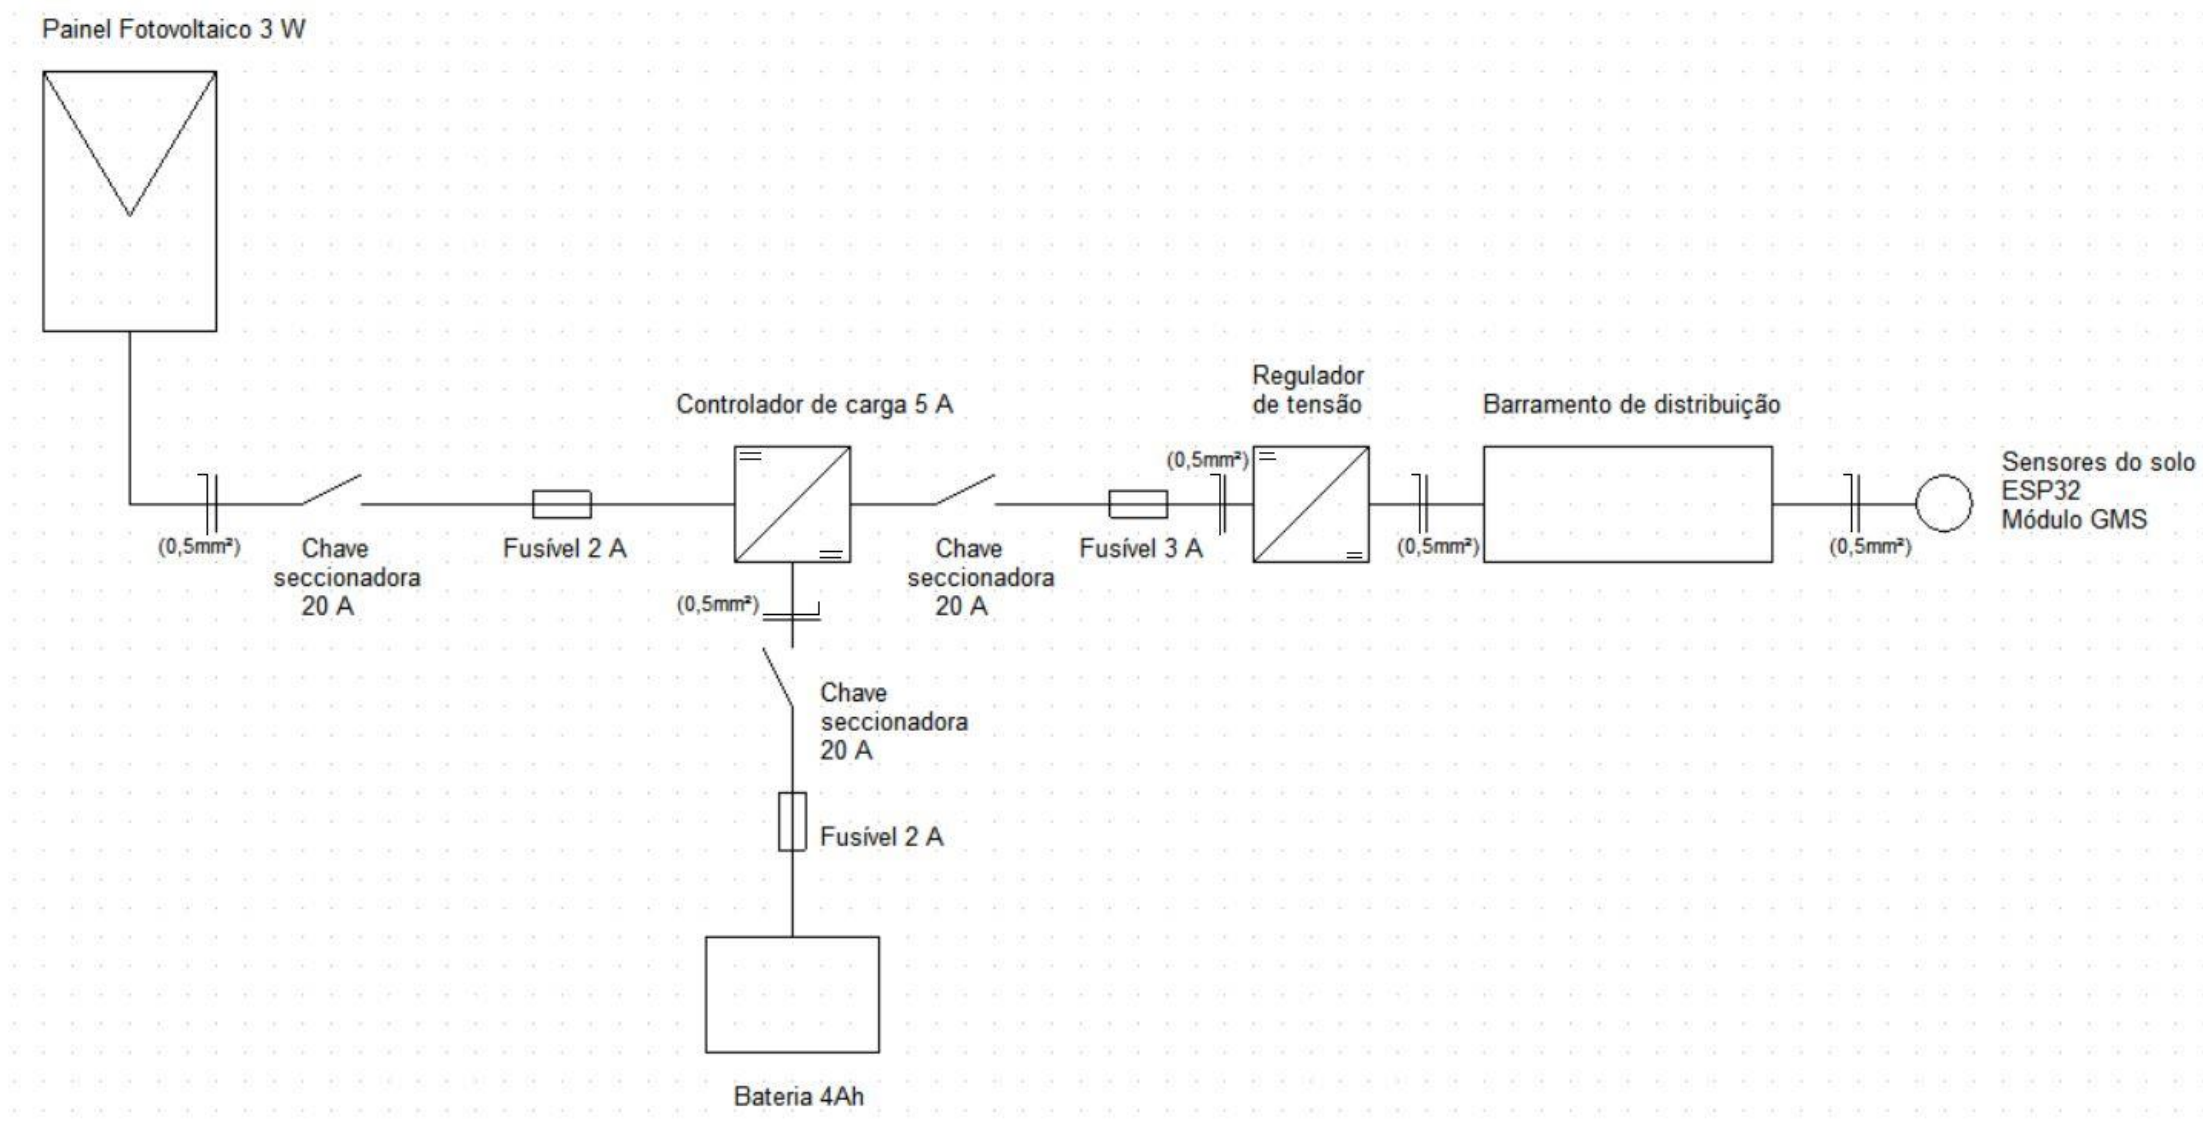 Painel Fotovoltaico 3 W
Regulador
de tensão
Controlador de carga 5 A
Barramento de distribuição
(0,5mm²)
Sensores do solo
ESP32
Módulo GMS
(0,5mm²)
Chave
seccionadora
20 A
Fusível 2 A
Chave
seccionadora
20 A
Fusível 3 A
(0,5mm²)
(0,5mm²)
(0,5mm²)
Chave
seccionadora
20 A
Fusível 2 A
Bateria 4Ah